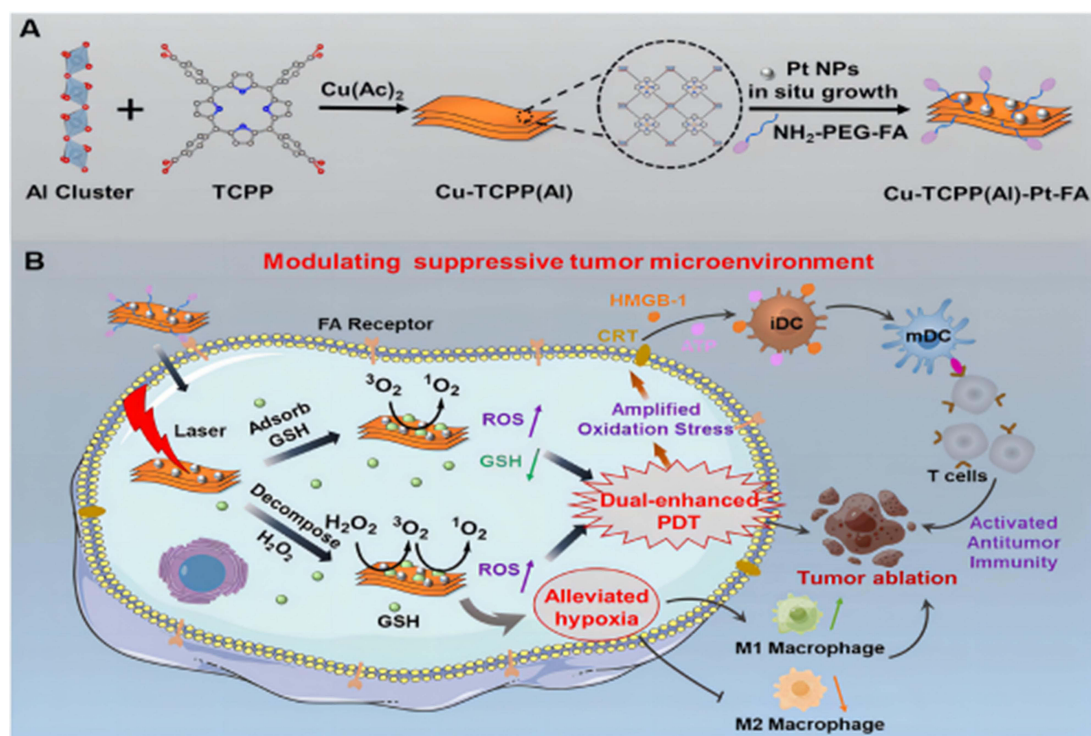 A
Al Cluster
+
TCPP
Cu(Ac)₂
Cu-TCPP(Al)
Pt NPs
in situ growth
NH₂-PEG-FA
Cu-TCPP(Al)-Pt-FA
B
Modulating suppressive tumor microenvironment
FA Receptor
HMGB-1
CRT
ATP
iDC
mDC
T cells
Laser
Adsorb
GSH
³O₂
¹O₂
ROS
GSH
Amplified
Oxidation Stress
Decompose
H₂O₂
H₂O₂
³O₂
¹O₂
GSH
ROS
Dual-enhanced
PDT
Alleviated
hypoxia
Tumor ablation
Activated
Antitumor
Immunity
M1 Macrophage
M2 Macrophage